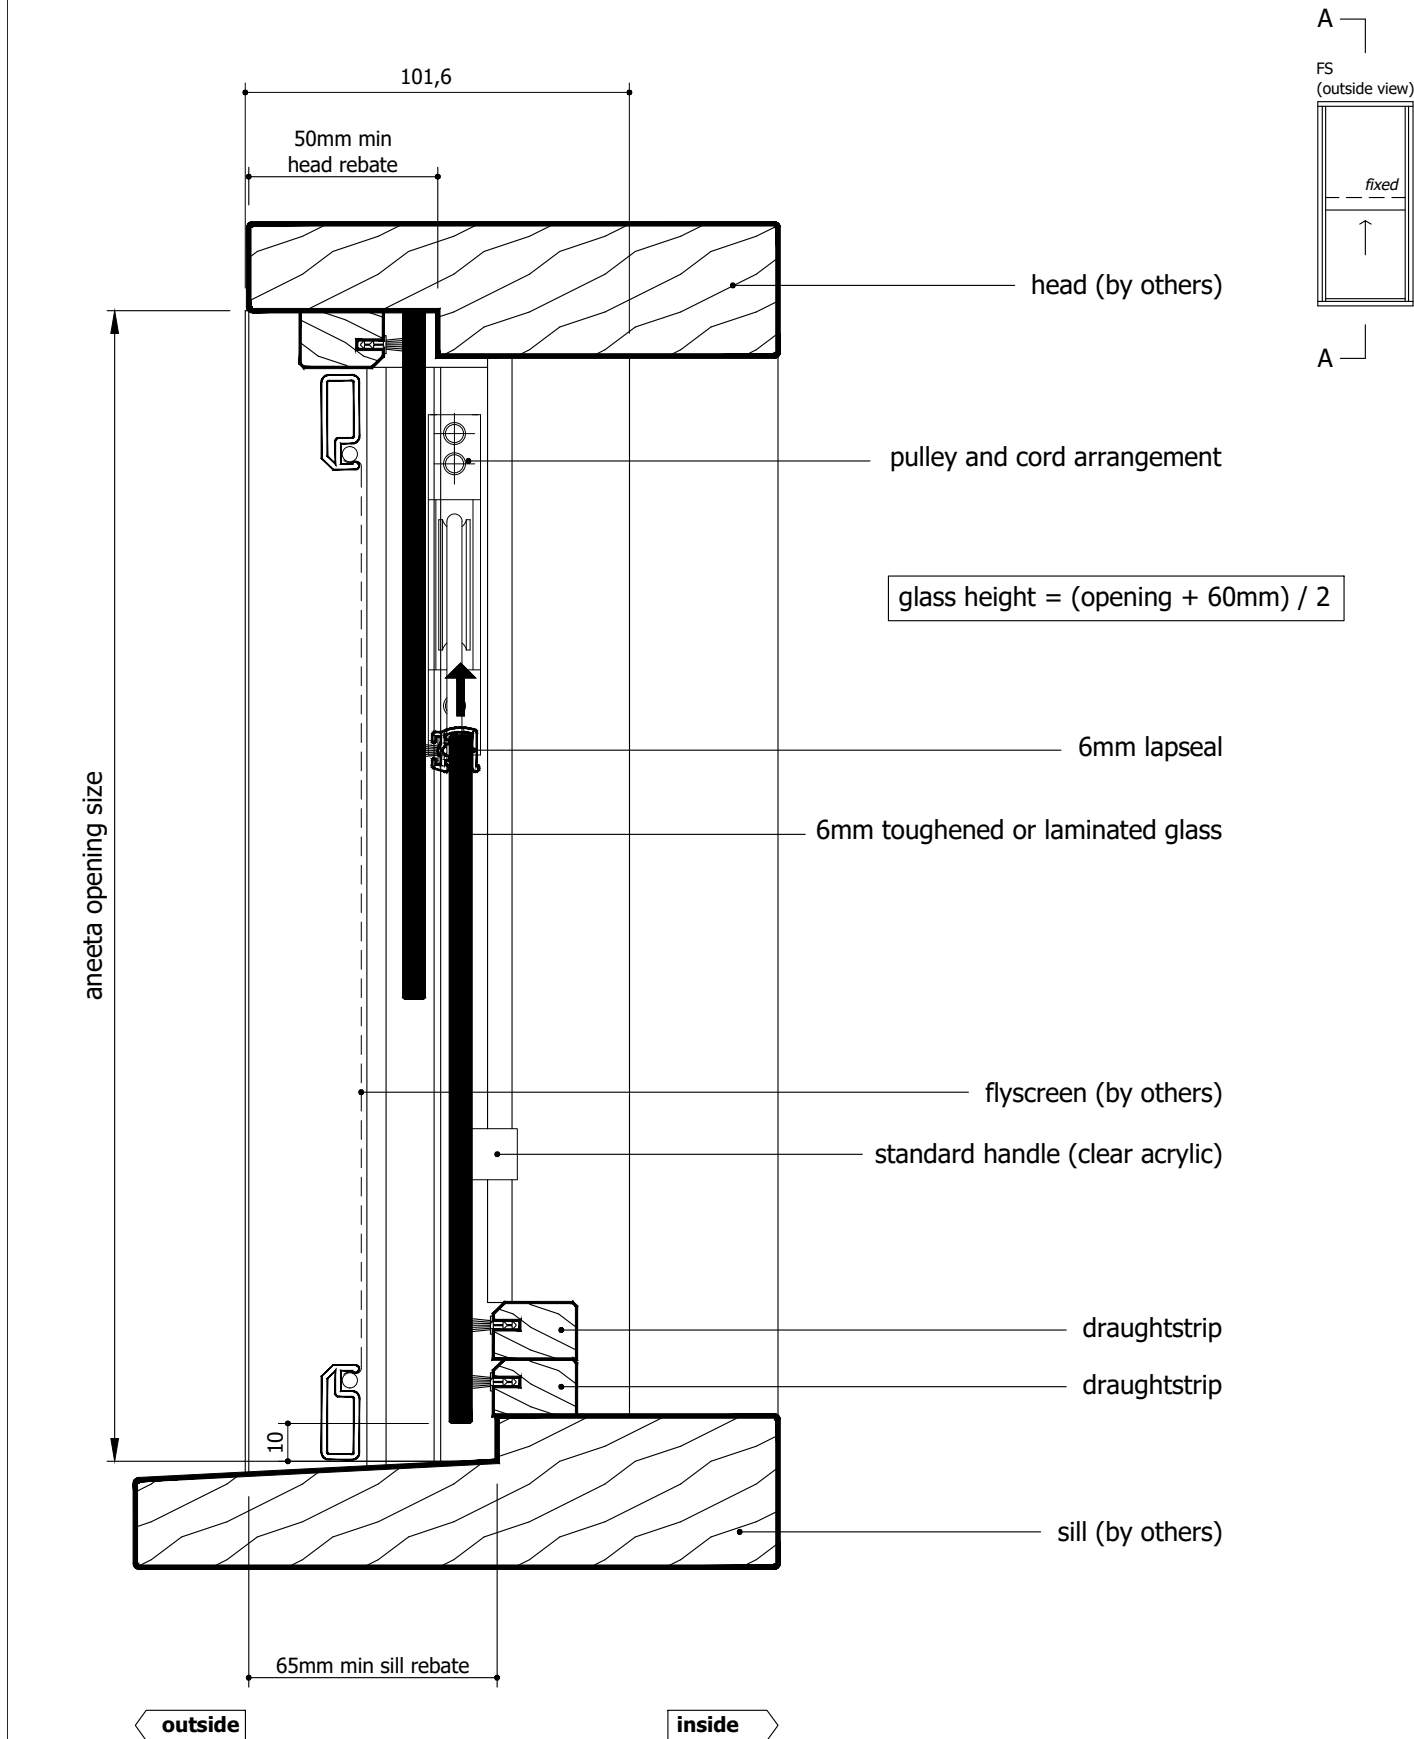 A
FS
(outside view)
fixed
A
101,6
50mm min
head rebate
head (by others)
pulley and cord arrangement
glass height = (opening + 60mm) / 2
6mm lapseal
6mm toughened or laminated glass
aneeta opening size
flyscreen (by others)
standard handle (clear acrylic)
draughtstrip
draughtstrip
10
sill (by others)
65mm min sill rebate
outside
inside